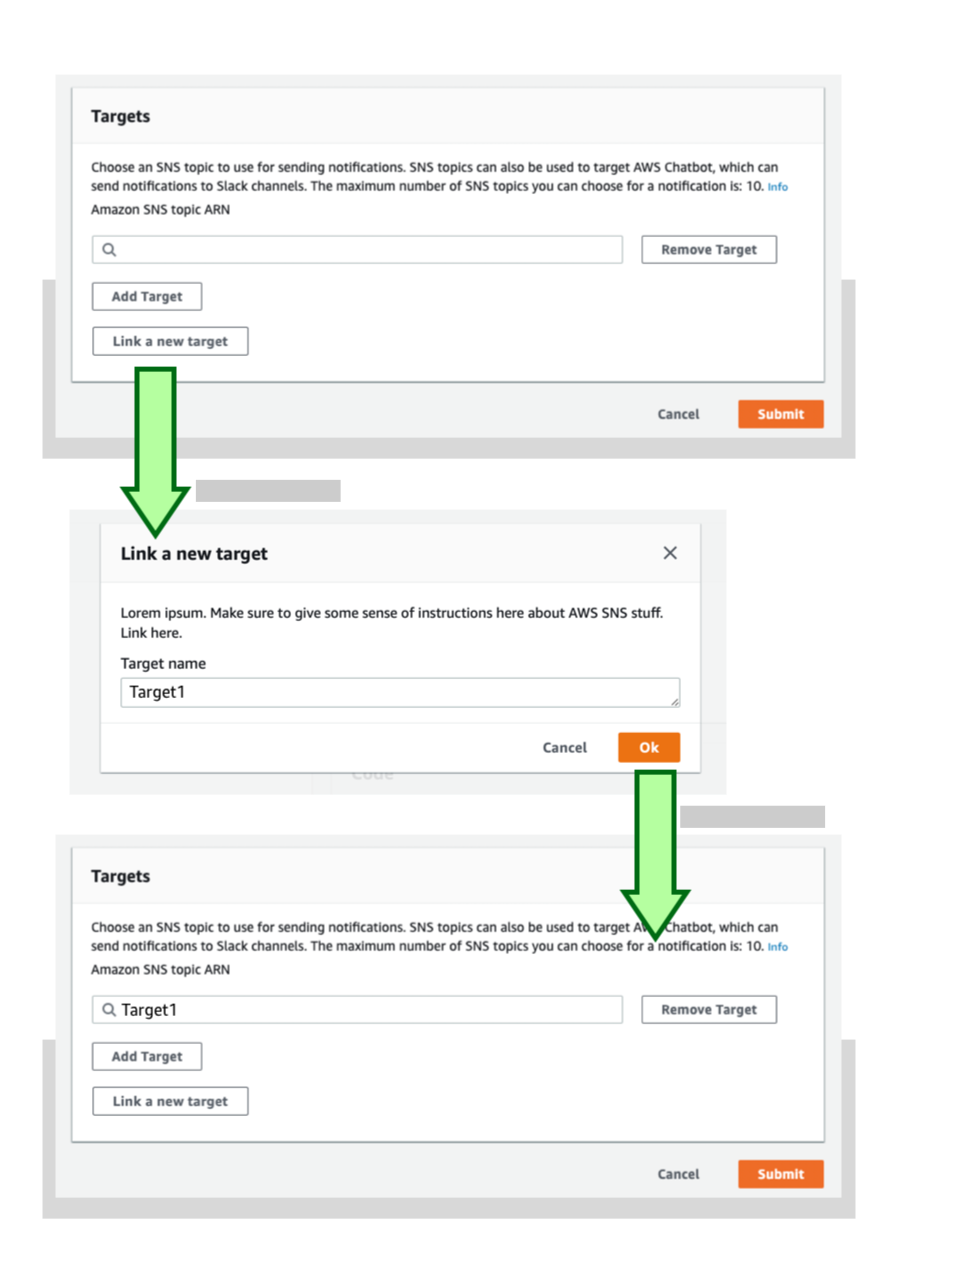 Targets
Choose an SNS topic to use for sending notifications. SNS topics can also be used to target AWS Chatbot, which can
send notifications to Slack channels. The maximum number of SNS topics you can choose for a notification is: 10. Info
Amazon SNS topic ARN
Remove Target
Add Target
Link a new target
Cancel Submit
Link a new target
Lorem ipsum. Make sure to give some sense of instructions here about AWS SNS stuff.
Link here.
Target name
Target1
Cancel Ok
Code
Targets
Choose an SNS topic to use for sending notifications. SNS topics can also be used to target AWS Chatbot, which can
send notifications to Slack channels. The maximum number of SNS topics you can choose for a notification is: 10. Info
Amazon SNS topic ARN
Target1 Remove Target
Add Target
Link a new target
Cancel Submit